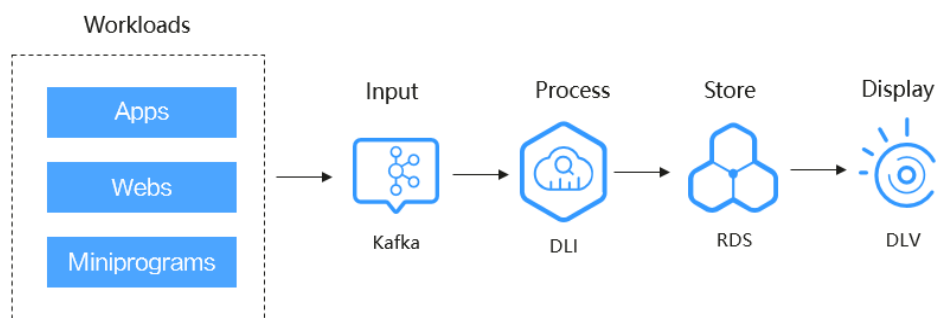 Workloads
Apps
Webs
Miniprograms
Input
Kafka
Process
DLI
Store
RDS
Display
DLV